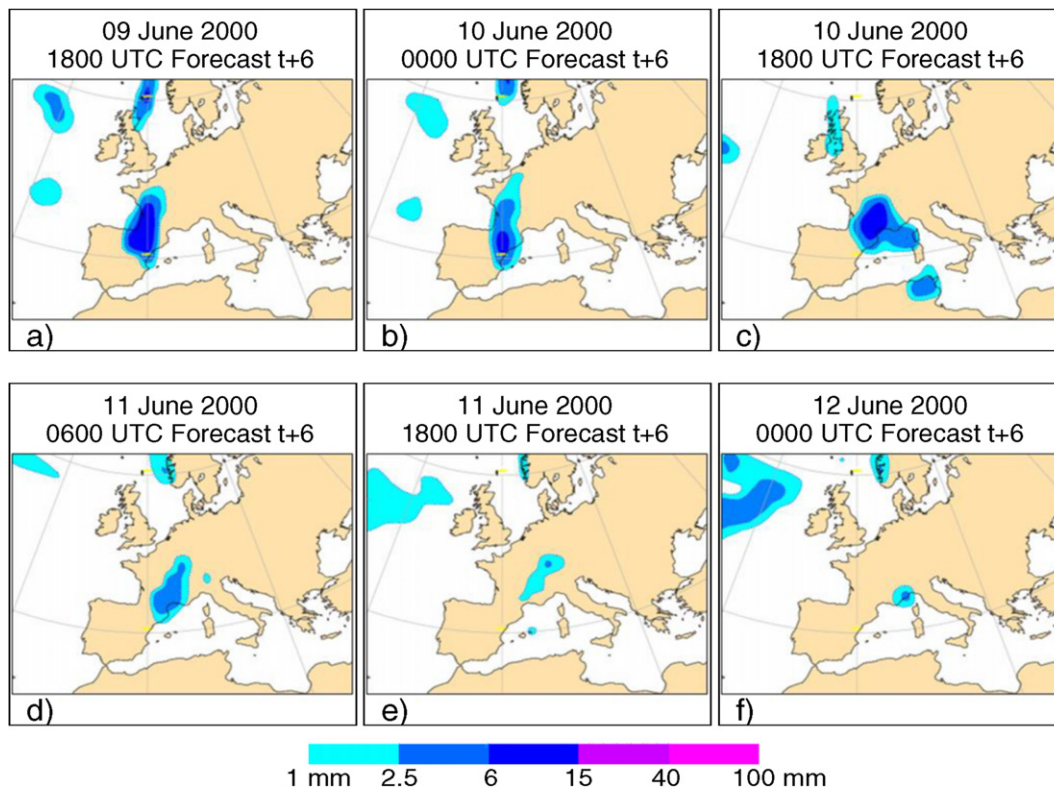 09 June 2000
1800 UTC Forecast t+6
a)
10 June 2000
0000 UTC Forecast t+6
b)
10 June 2000
1800 UTC Forecast t+6
c)
11 June 2000
0600 UTC Forecast t+6
d)
11 June 2000
1800 UTC Forecast t+6
e)
12 June 2000
0000 UTC Forecast t+6
f)
1 mm 2.5 6 15 40 100 mm